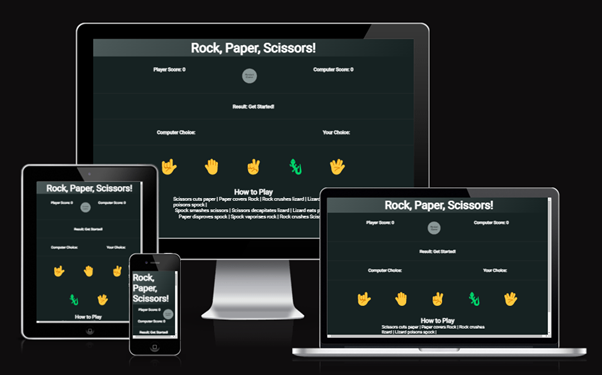 Rock, Paper, Scissors!
Player Score: 0
Computer Score: 0
Result: Get Started!
Computer Choice:
Your Choice:
How to Play
Scissors cuts paper | Paper covers Rock | Rock crushes lizard | Lizard
poisons spock |
Spock smashes scissors | Scissors decapitates lizard | Lizard eats
Paper disproves spock | Spock vaporises rock | Rock crushes
Rock, Paper, Scissors!
Player Score: 0
Computer Score: 0
Result: Get Started!
Computer Choice:
Your Choice:
How to Play
Rock,
Paper,
Scissors!
Player Score: 0
Computer Score: 0
Result: Get Started!
Rock, Paper, Scissors!
Player Score: 0
Computer Score: 0
Result: Get Started!
Computer Choice:
Your Choice:
How to Play
Scissors cuts paper | Paper covers Rock | Rock crushes
lizard | Lizard poisons spock |